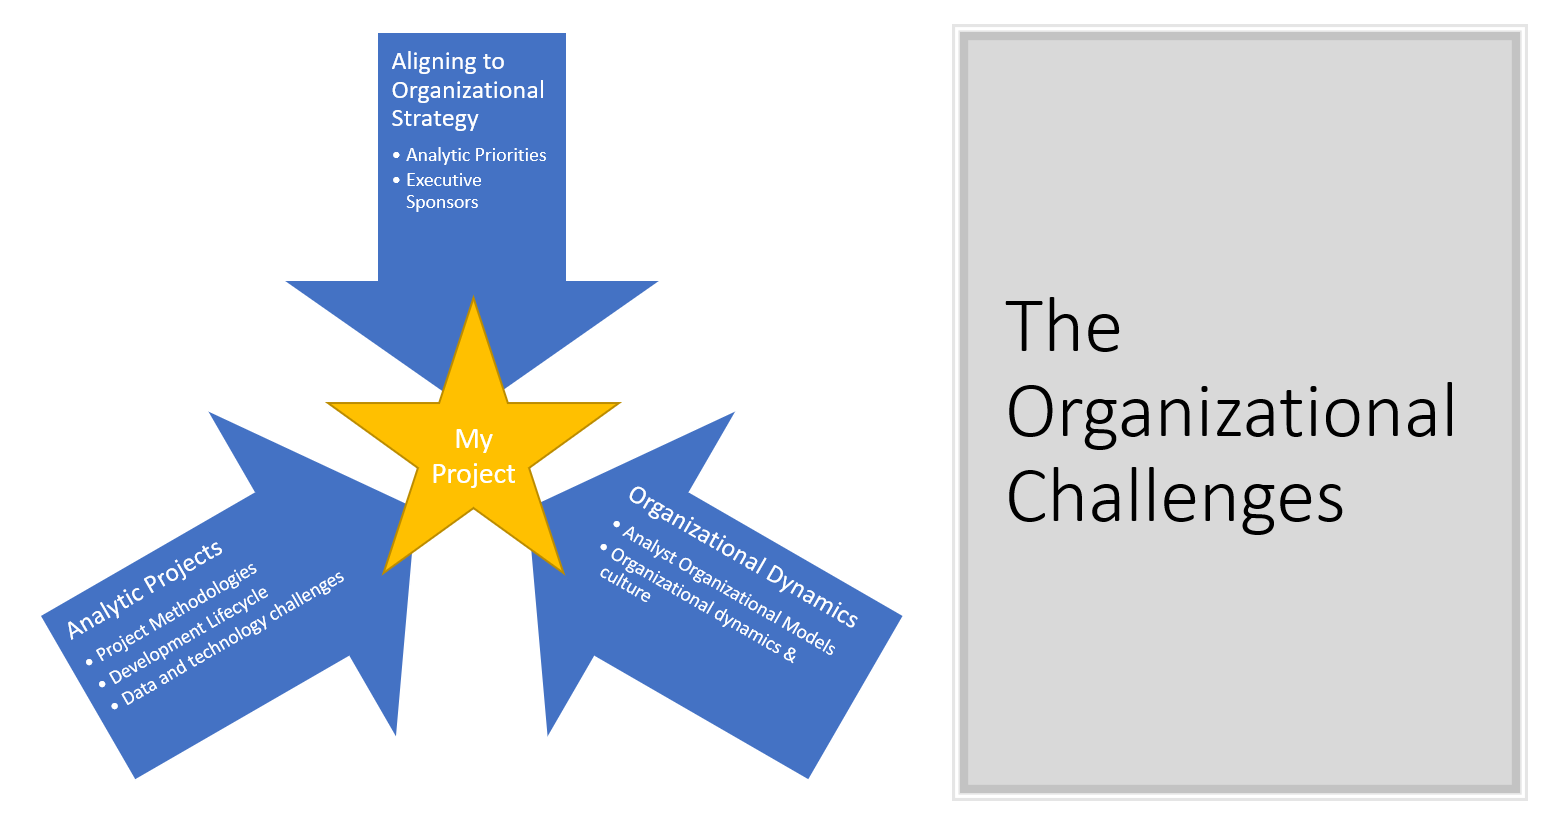 Aligning to
Organizational
Strategy
• Analytic Priorities
• Executive
Sponsors
My
Project
Analytic Projects
• Project Methodologies
• Development Lifecycle
• Data and technology challenges
Organizational Dynamics
• Analyst Organizational Models
• Organizational dynamics &
culture
The
Organizational
Challenges